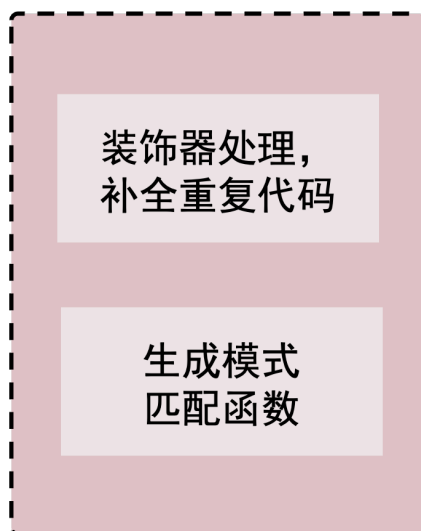 装饰器处理，
补全重复代码
生成模式
匹配函数